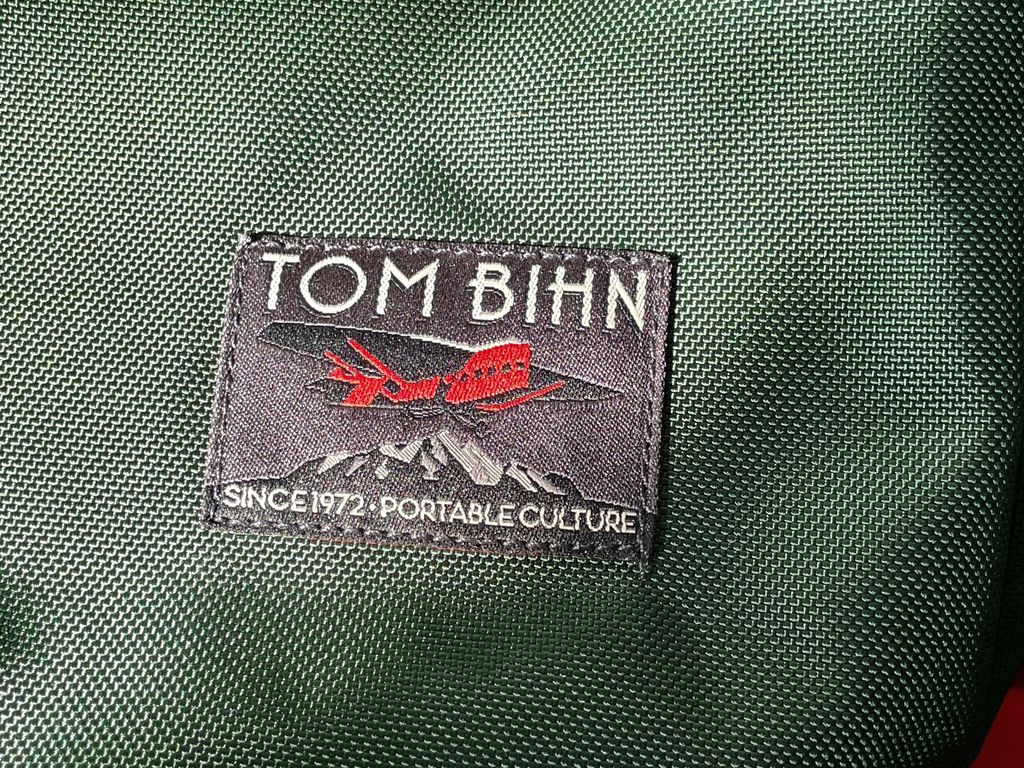 TOM BIHN
SINCE 1972 • PORTABLE CULTURE